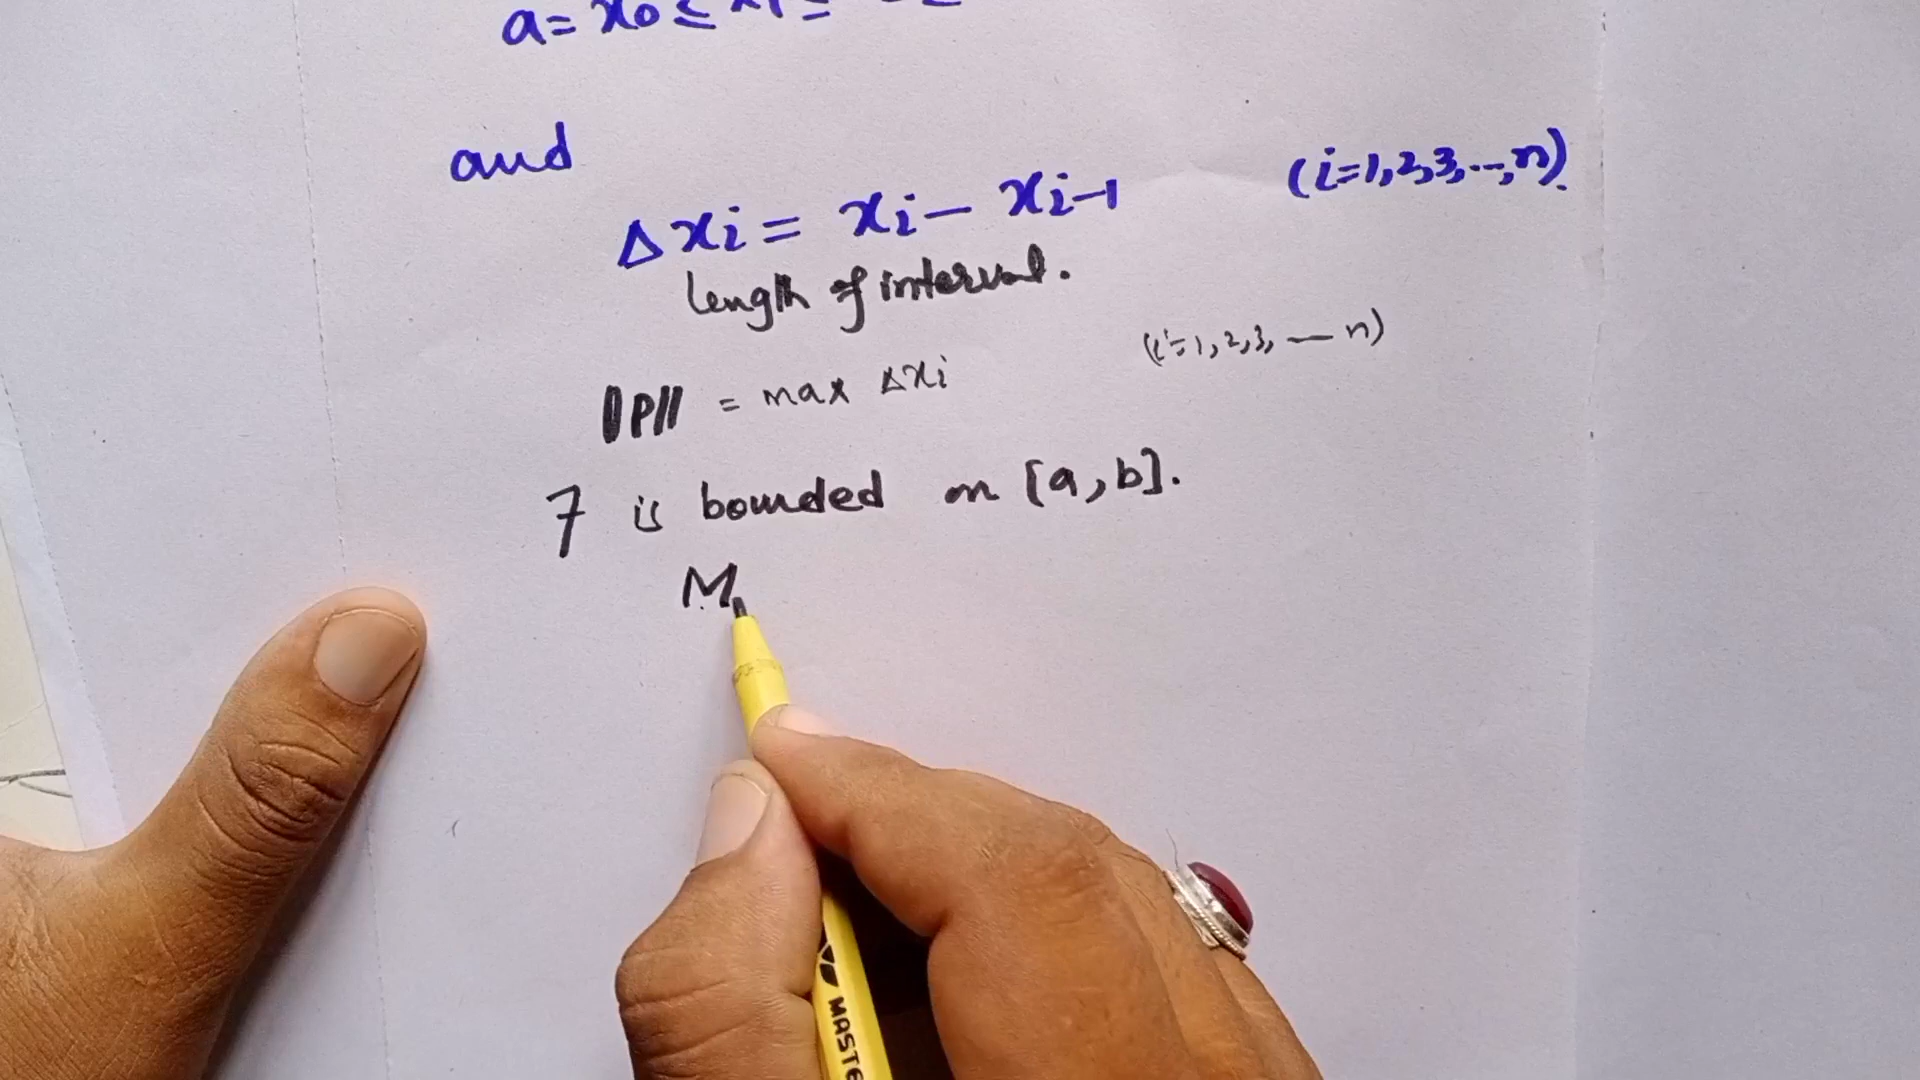 a = x₀ ≤ x₁ ≤
and
Δxi = xi − xi−1 (i=1,2,3,...,n).
length of interval.
||P|| = max Δxi (i=1,2,3, — n)
f is bounded on [a,b].
M
MASTE